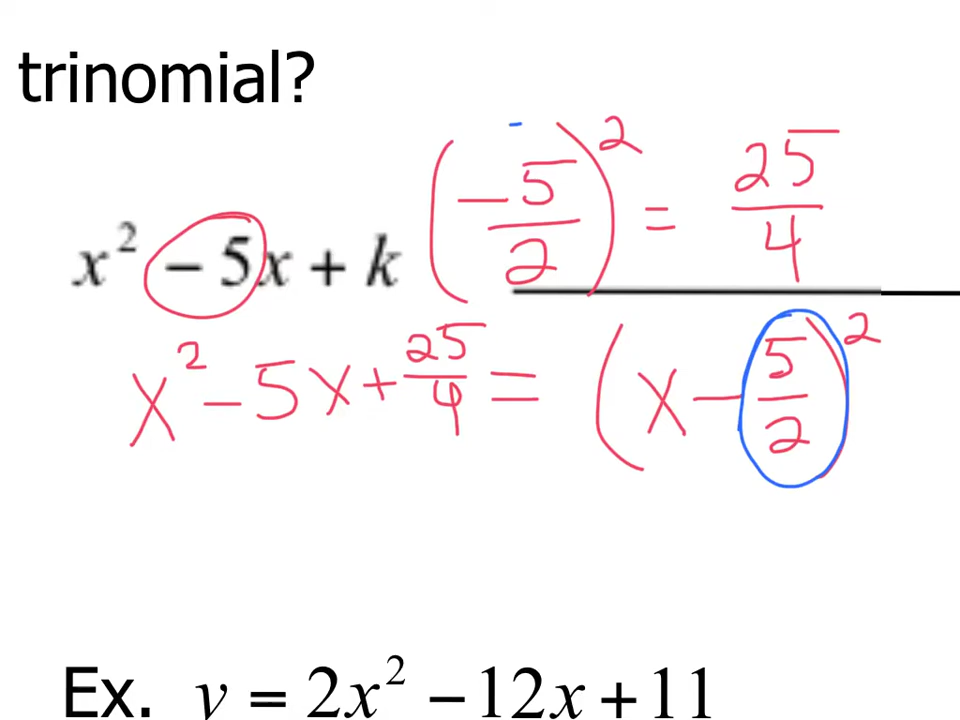 trinomial?
x² − 5x + k (−5/2)² = 25/4
x² − 5x + 25/4 = (x − 5/2)²
Ex. y = 2x² − 12x + 11